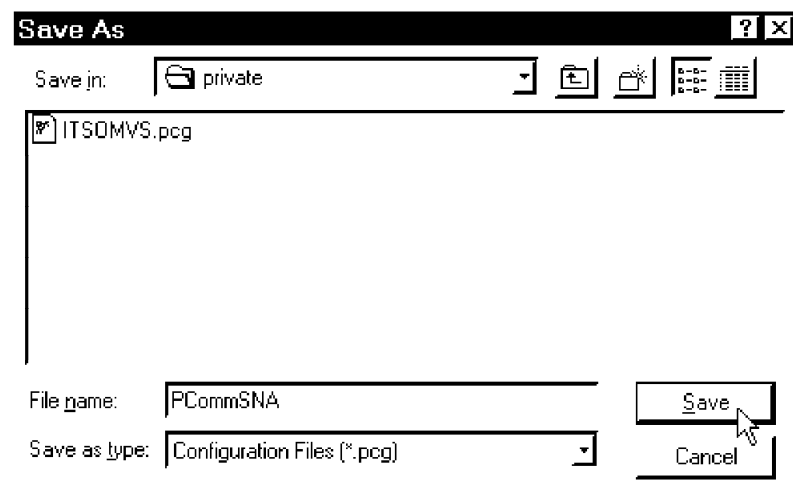 Save As
Save in: private
ITSOMVS.pcg
File name: PCommSNA
Save
Save as type: Configuration Files (*.pcg)
Cancel